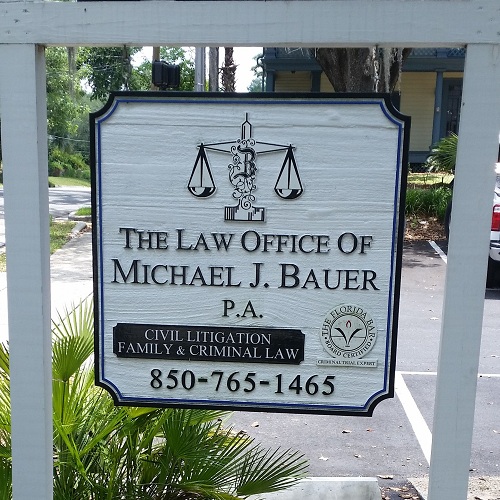 B
THE LAW OFFICE OF
MICHAEL J. BAUER
P.A.
CIVIL LITIGATION
FAMILY & CRIMINAL LAW
THE FLORIDA BAR
BOARD CERTIFIED
CRIMINAL TRIAL EXPERT
850-765-1465